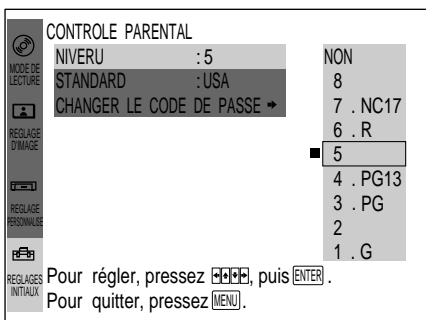 CONTROLE PARENTAL
NIVERU : 5
STANDARD : USA
CHANGER LE CODE DE PASSE ➡
NON
8
7 . NC17
6 . R
■ 5
4 . PG13
3 . PG
2
1 . G
MODE DE
LECTURE
REGLAGE
D'IMAGE
REGLAGE
PERSONNALISE
REGLAGES
INITIAUX
Pour régler, pressez ←↑↓→, puis ENTER .
Pour quitter, pressez MENU .